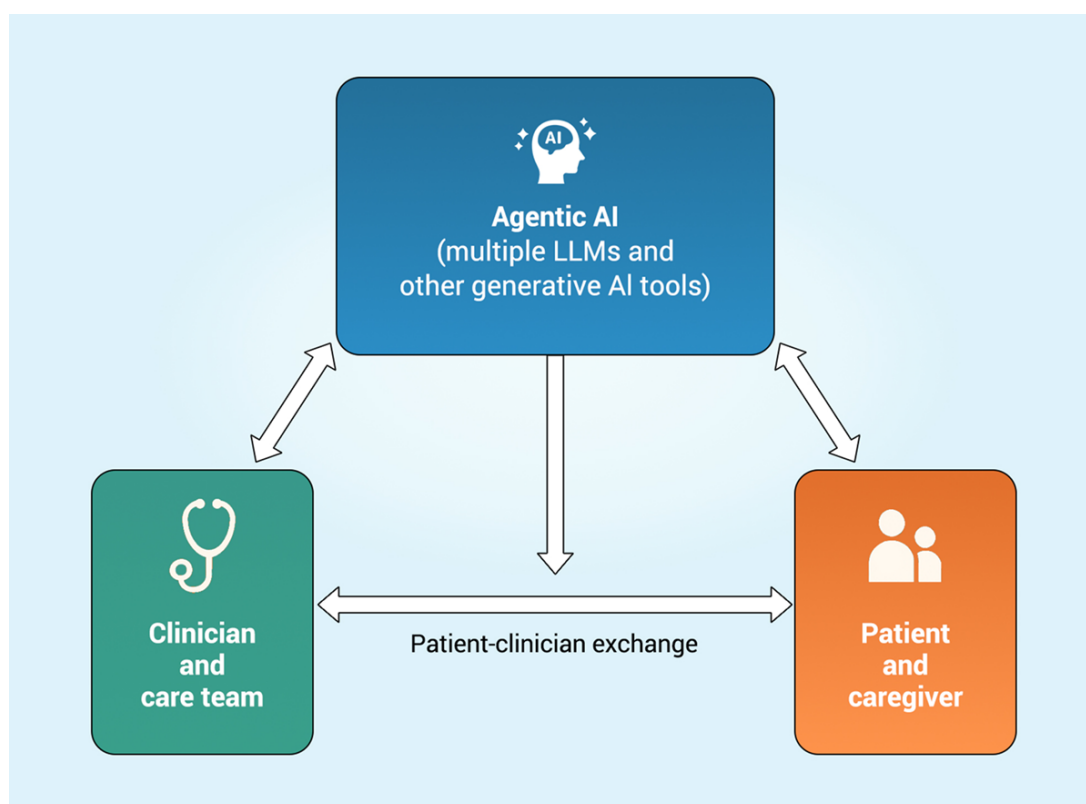 AI
Agentic AI
(multiple LLMs and
other generative AI tools)
Clinician
and
care team
Patient-clinician exchange
Patient
and
caregiver